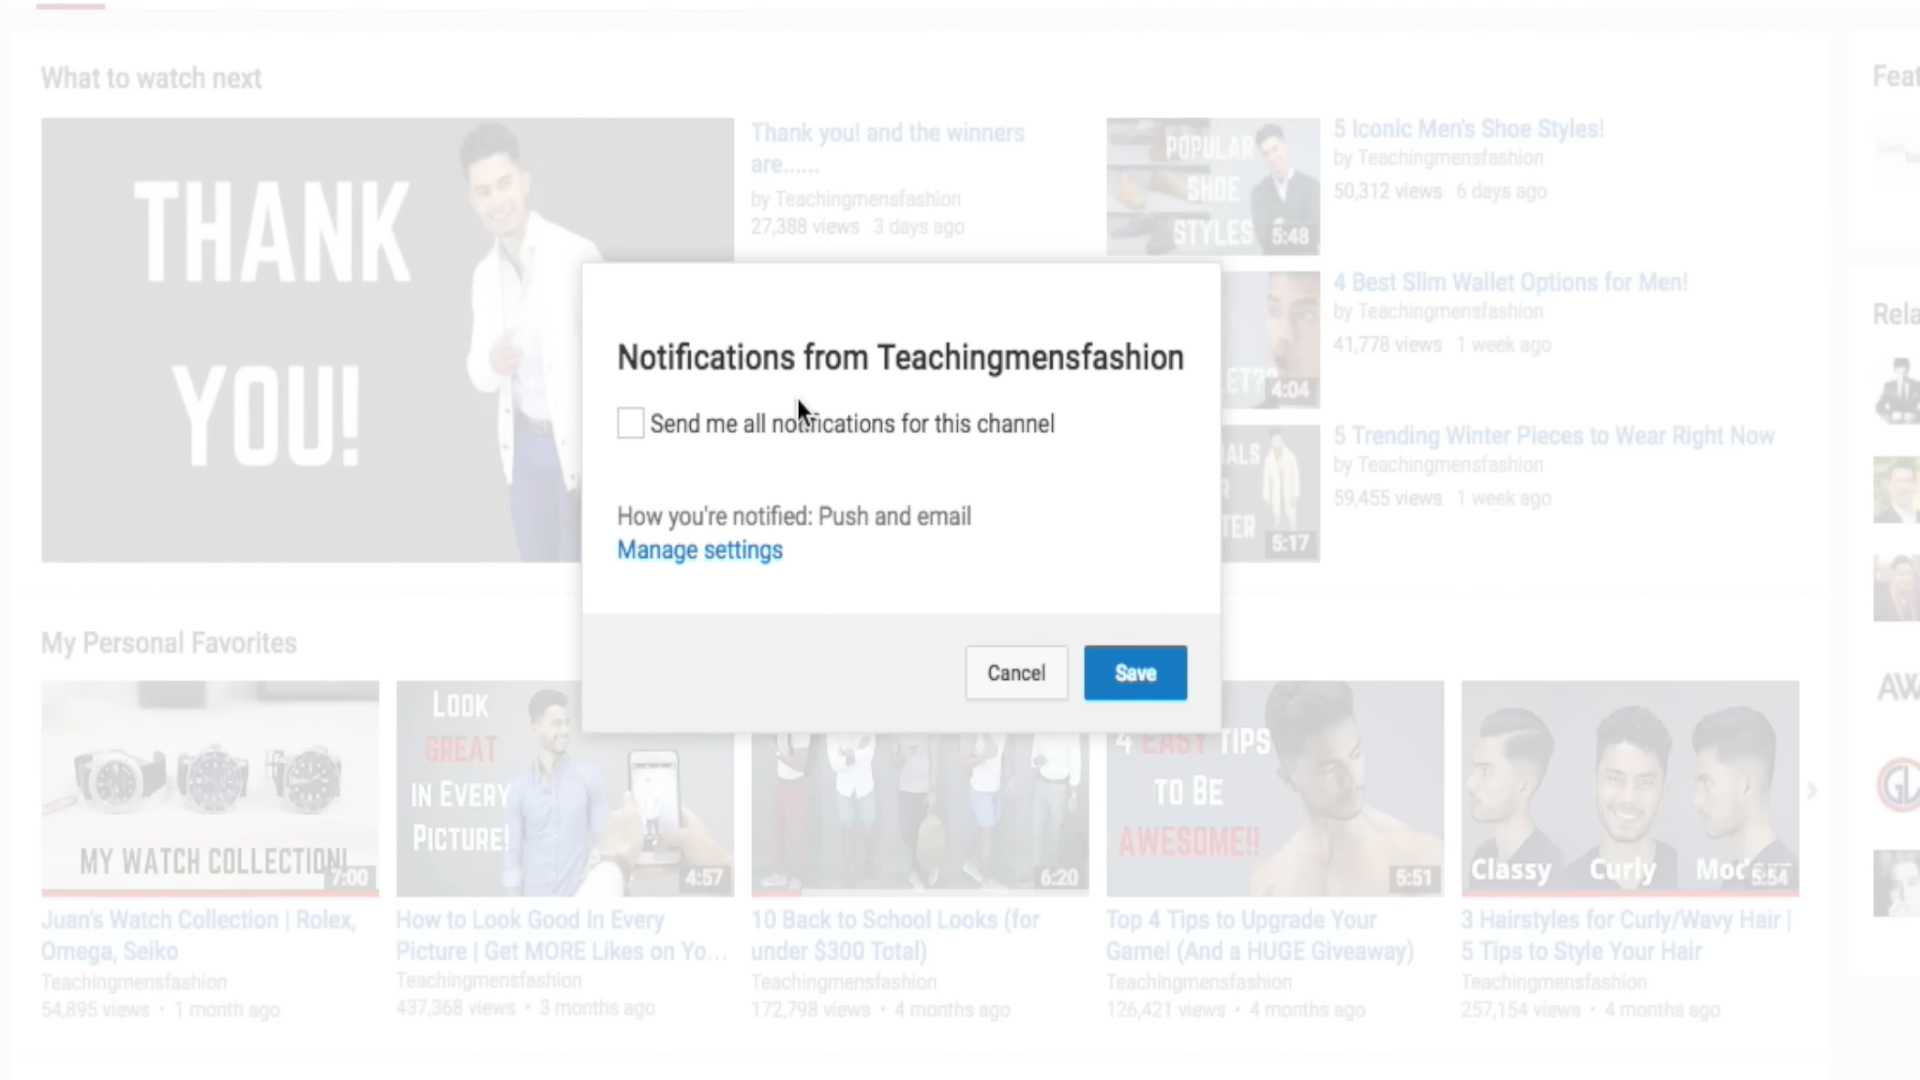 What to watch next
THANK
YOU!
Thank you! and the winners
are......
by Teachingmensfashion
27,388 views 3 days ago
POPULAR
SHOE
STYLES
5:48
5 Iconic Men's Shoe Styles!
by Teachingmensfashion
50,312 views 6 days ago
4:04
4 Best Slim Wallet Options for Men!
by Teachingmensfashion
41,778 views 1 week ago
5:17
5 Trending Winter Pieces to Wear Right Now
by Teachingmensfashion
59,455 views 1 week ago
Feat
Rela
Notifications from Teachingmensfashion
Send me all notifications for this channel
How you're notified: Push and email
Manage settings
Cancel
Save
My Personal Favorites
MY WATCH COLLECTION!
7:00
Juan's Watch Collection | Rolex,
Omega, Seiko
Teachingmensfashion
54,895 views • 1 month ago
LOOK
GREAT
IN EVERY
PICTURE!
4:57
How to Look Good In Every
Picture | Get MORE Likes on Yo...
Teachingmensfashion
437,368 views • 3 months ago
6:20
10 Back to School Looks (for
under $300 Total)
Teachingmensfashion
172,798 views • 4 months ago
4 EASY TIPS
TO BE
AWESOME!!
5:51
Top 4 Tips to Upgrade Your
Game! (And a HUGE Giveaway)
Teachingmensfashion
126,421 views • 4 months ago
Classy Curly
5:54
3 Hairstyles for Curly/Wavy Hair |
5 Tips to Style Your Hair
Teachingmensfashion
257,154 views • 4 months ago
AW